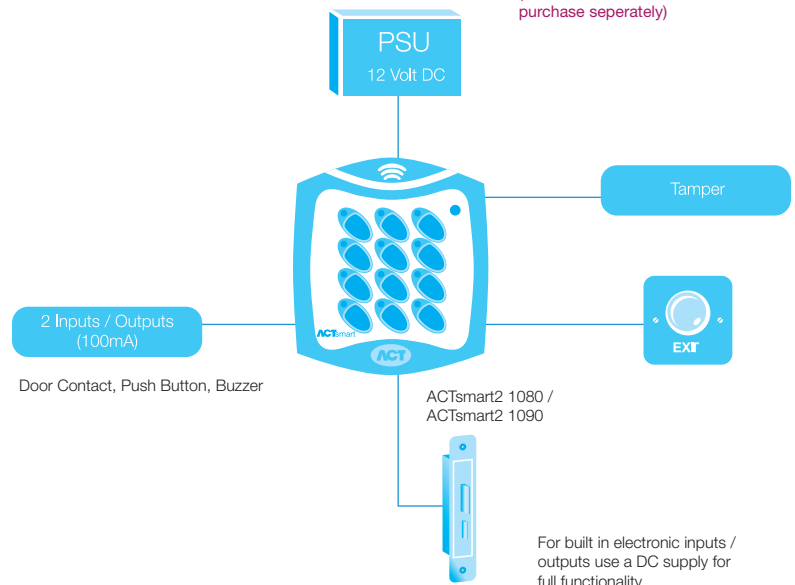 purchase seperately)
PSU
12 Volt DC
Tamper
2 Inputs / Outputs
(100mA)
ACTsmart
EXIT
ACT
Door Contact, Push Button, Buzzer
ACTsmart2 1080 /
ACTsmart2 1090
For built in electronic inputs /
outputs use a DC supply for
full functionality